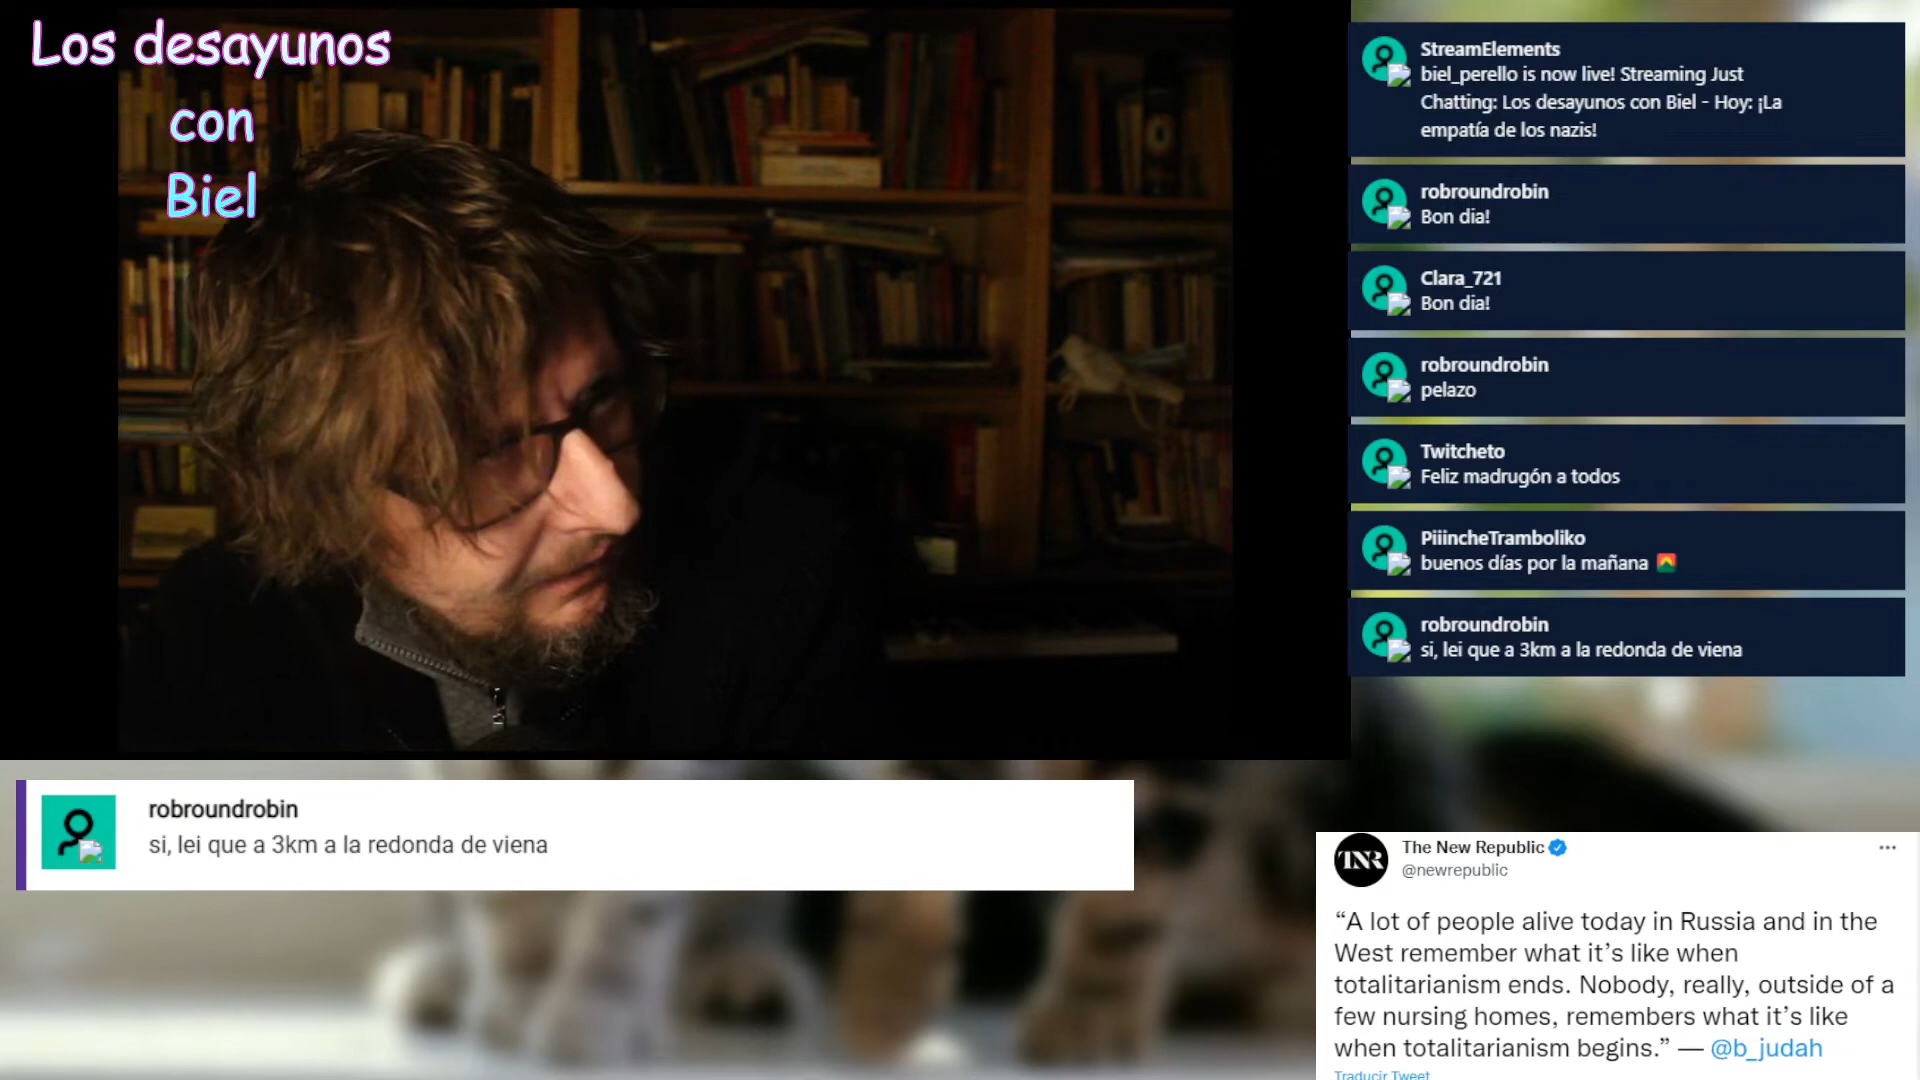 Los desayunos
con
Biel
StreamElements
biel_perello is now live! Streaming Just
Chatting: Los desayunos con Biel - Hoy: ¡La
empatía de los nazis!
robroundrobin
Bon dia!
Clara_721
Bon dia!
robroundrobin
pelazo
Twitcheto
Feliz madrugón a todos
PiiincheTramboliko
buenos días por la mañana
robroundrobin
si, lei que a 3km a la redonda de viena
robroundrobin
si, lei que a 3km a la redonda de viena
TNR
The New Republic
@newrepublic
“A lot of people alive today in Russia and in the
West remember what it’s like when
totalitarianism ends. Nobody, really, outside of a
few nursing homes, remembers what it’s like
when totalitarianism begins.” — @b_judah
Traducir Tweet